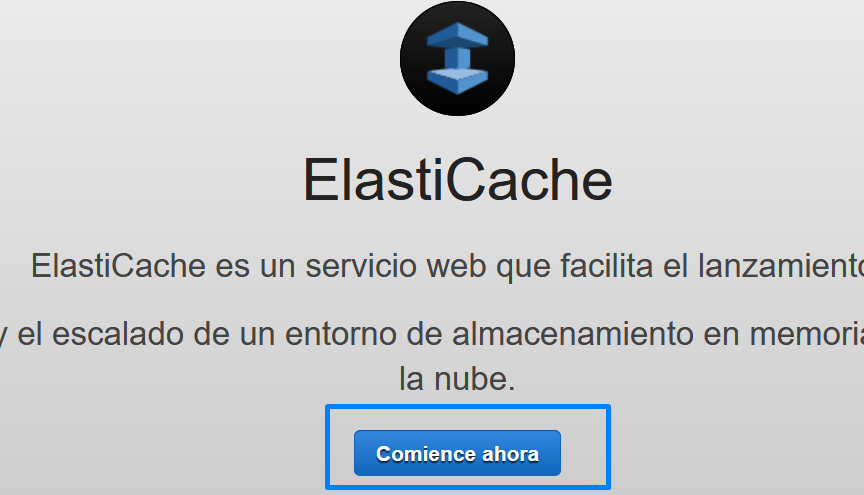 ElastiCache
ElastiCache es un servicio web que facilita el lanzamiento
y el escalado de un entorno de almacenamiento en memoria
la nube.
Comience ahora